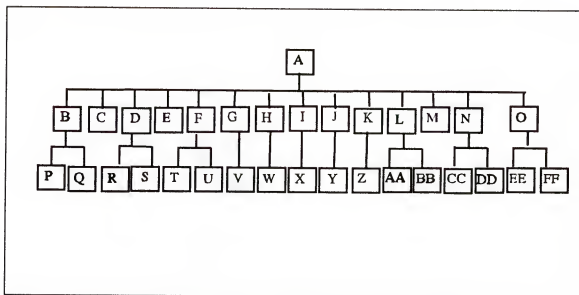 A
B C D E F G H I J K L M N O
P Q R S T U V W X Y Z AA BB CC DD EE FF